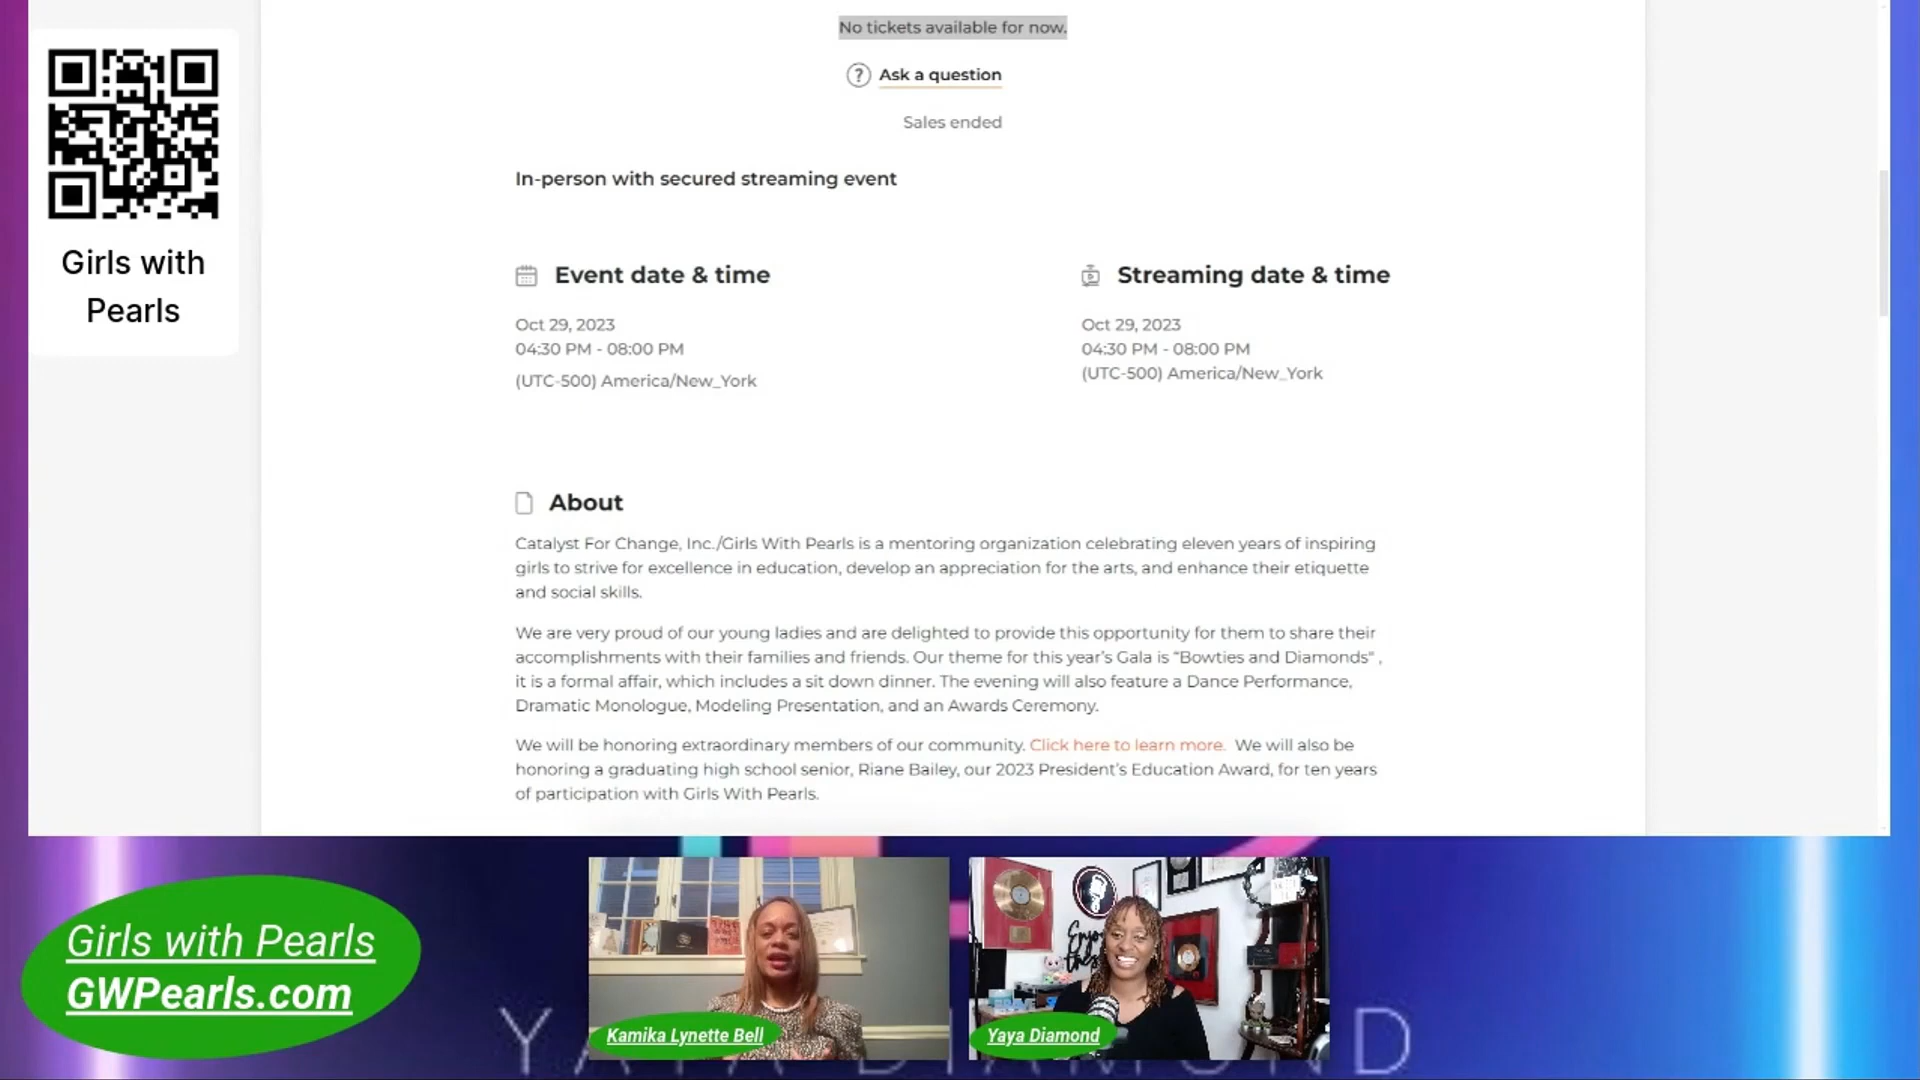 No tickets available for now.
? Ask a question
Sales ended
In-person with secured streaming event
Girls with
Pearls
Event date & time
Oct 29, 2023
04:30 PM - 08:00 PM
(UTC-500) America/New_York
Streaming date & time
Oct 29, 2023
04:30 PM - 08:00 PM
(UTC-500) America/New_York
About
Catalyst For Change, Inc./Girls With Pearls is a mentoring organization celebrating eleven years of inspiring
girls to strive for excellence in education, develop an appreciation for the arts, and enhance their etiquette
and social skills.
We are very proud of our young ladies and are delighted to provide this opportunity for them to share their
accomplishments with their families and friends. Our theme for this year's Gala is "Bowties and Diamonds" ,
it is a formal affair, which includes a sit down dinner. The evening will also feature a Dance Performance,
Dramatic Monologue, Modeling Presentation, and an Awards Ceremony.
We will be honoring extraordinary members of our community. Click here to learn more. We will also be
honoring a graduating high school senior, Riane Bailey, our 2023 President's Education Award, for ten years
of participation with Girls With Pearls.
Girls with Pearls
GWPearls.com
Kamika Lynette Bell
Yaya Diamond